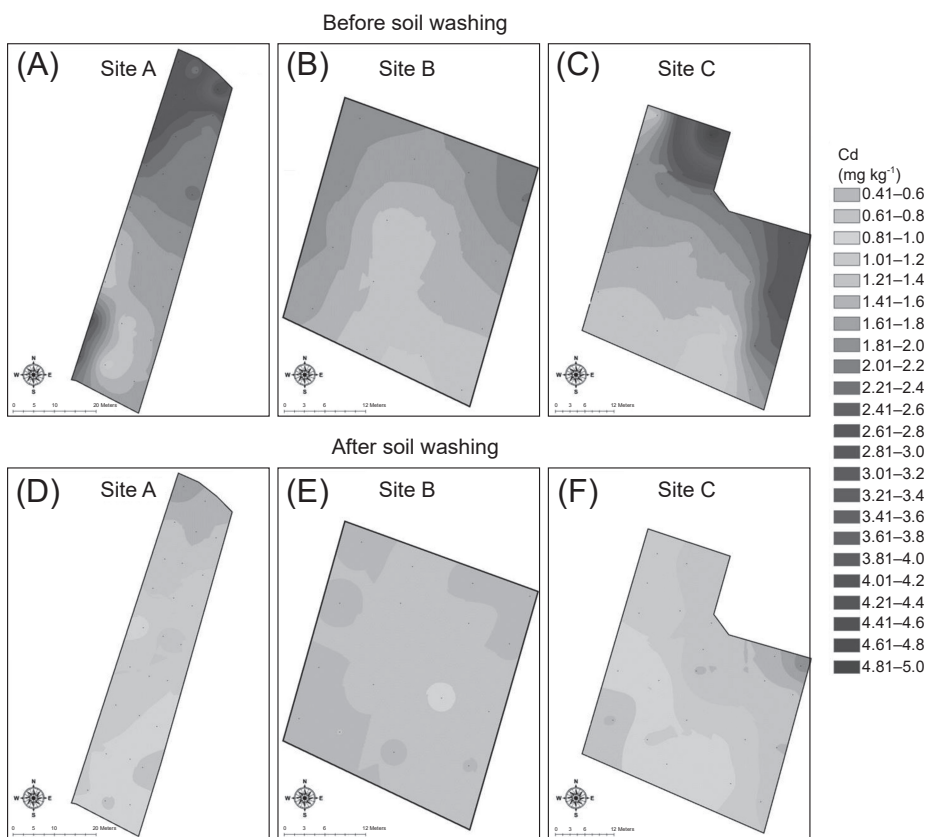 Before soil washing
(A) Site A
(B) Site B
(C) Site C
N
W E
S
0 5 10 20 Meters
N
W E
S
0 3 6 12 Meters
N
W E
S
0 3 6 12 Meters
After soil washing
(D) Site A
(E) Site B
(F) Site C
N
W E
S
0 5 10 20 Meters
N
W E
S
0 3 6 12 Meters
N
W E
S
0 3 6 12 Meters
Cd
(mg kg⁻¹)
0.41–0.6
0.61–0.8
0.81–1.0
1.01–1.2
1.21–1.4
1.41–1.6
1.61–1.8
1.81–2.0
2.01–2.2
2.21–2.4
2.41–2.6
2.61–2.8
2.81–3.0
3.01–3.2
3.21–3.4
3.41–3.6
3.61–3.8
3.81–4.0
4.01–4.2
4.21–4.4
4.41–4.6
4.61–4.8
4.81–5.0